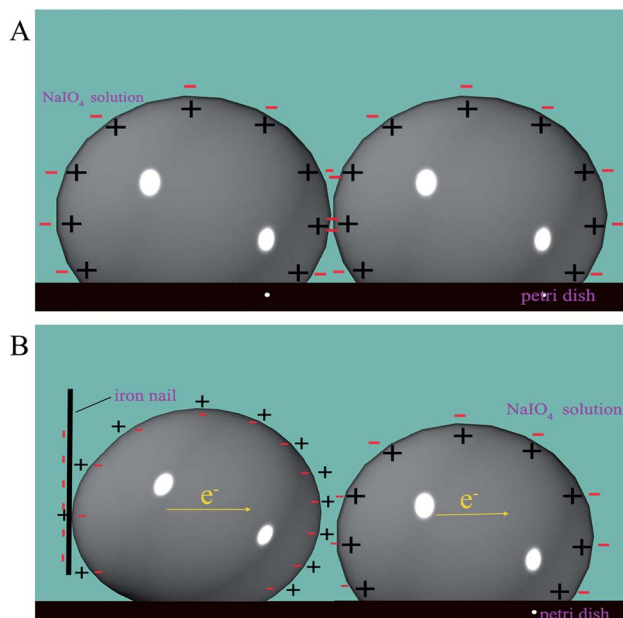 A
NaIO₄ solution
petri dish
B
iron nail
NaIO₄ solution
e⁻
e⁻
petri dish